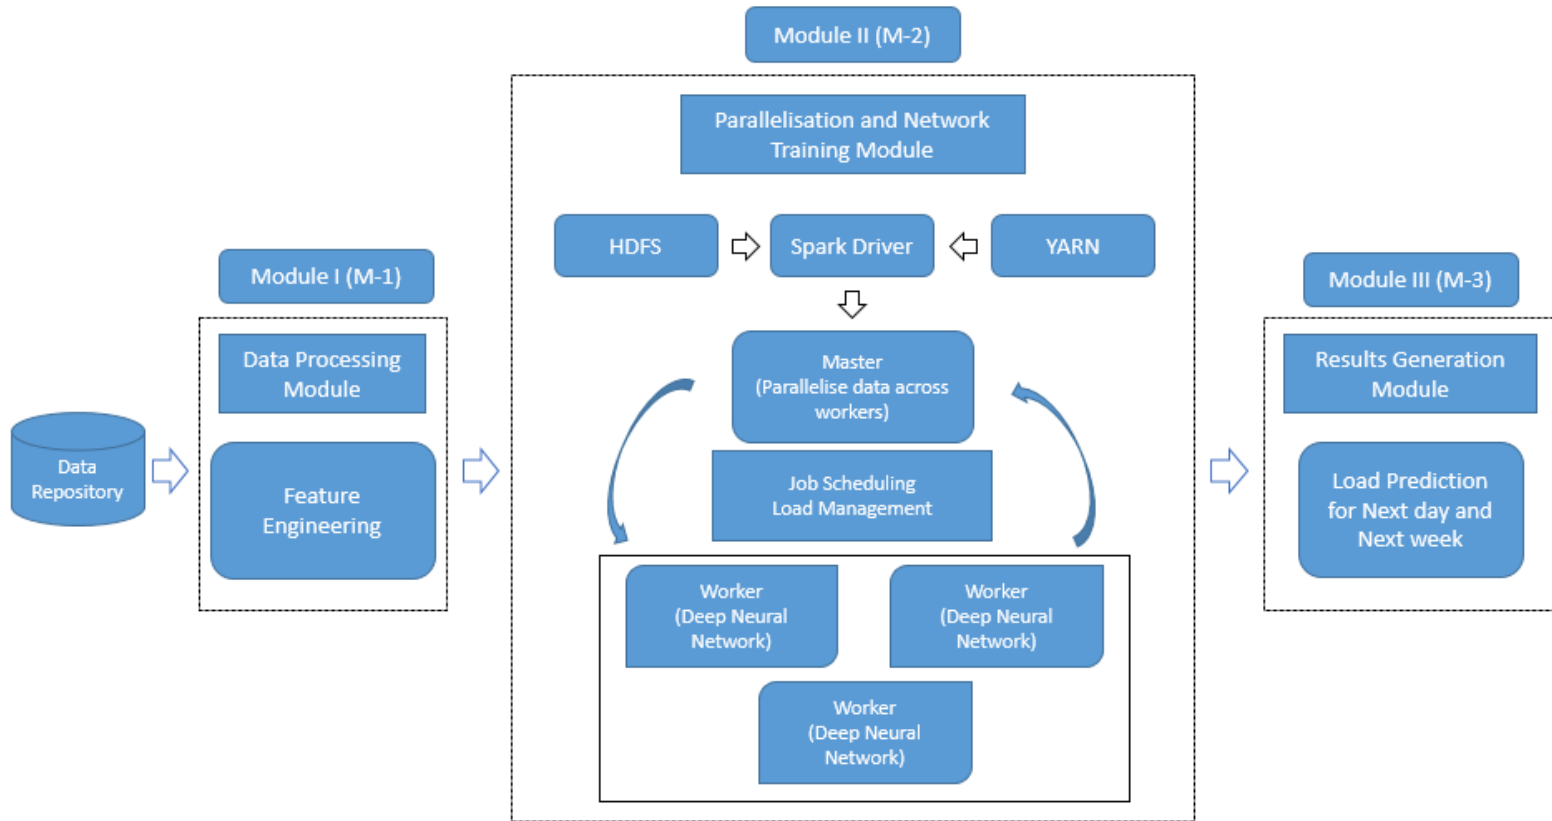 Module II (M-2)
Parallelisation and Network
Training Module
HDFS
Spark Driver
YARN
Module I (M-1)
Module III (M-3)
Data Processing
Module
Master
(Parallelise data across
workers)
Results Generation
Module
Data
Repository
Feature
Engineering
Job Scheduling
Load Management
Load Prediction
for Next day and
Next week
Worker
(Deep Neural
Network)
Worker
(Deep Neural
Network)
Worker
(Deep Neural
Network)